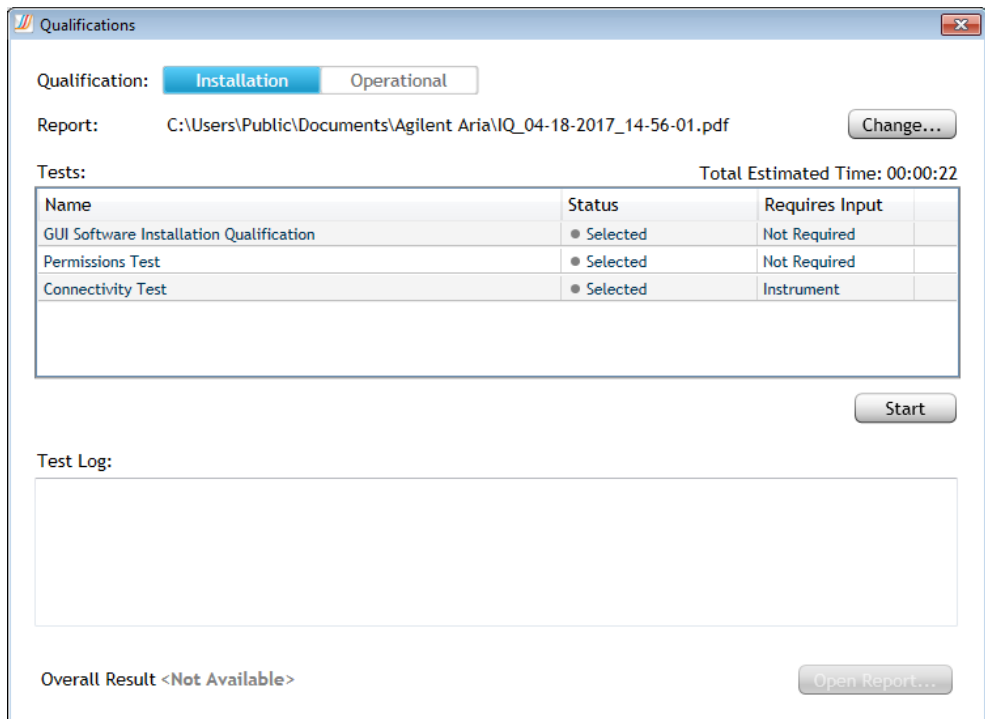 Qualifications
Qualification: Installation Operational
Report: C:\Users\Public\Documents\Agilent Aria\IQ_04-18-2017_14-56-01.pdf Change...
Tests: Total Estimated Time: 00:00:22
Name Status Requires Input
GUI Software Installation Qualification Selected Not Required
Permissions Test Selected Not Required
Connectivity Test Selected Instrument
Start
Test Log:
Overall Result <Not Available> Open Report...